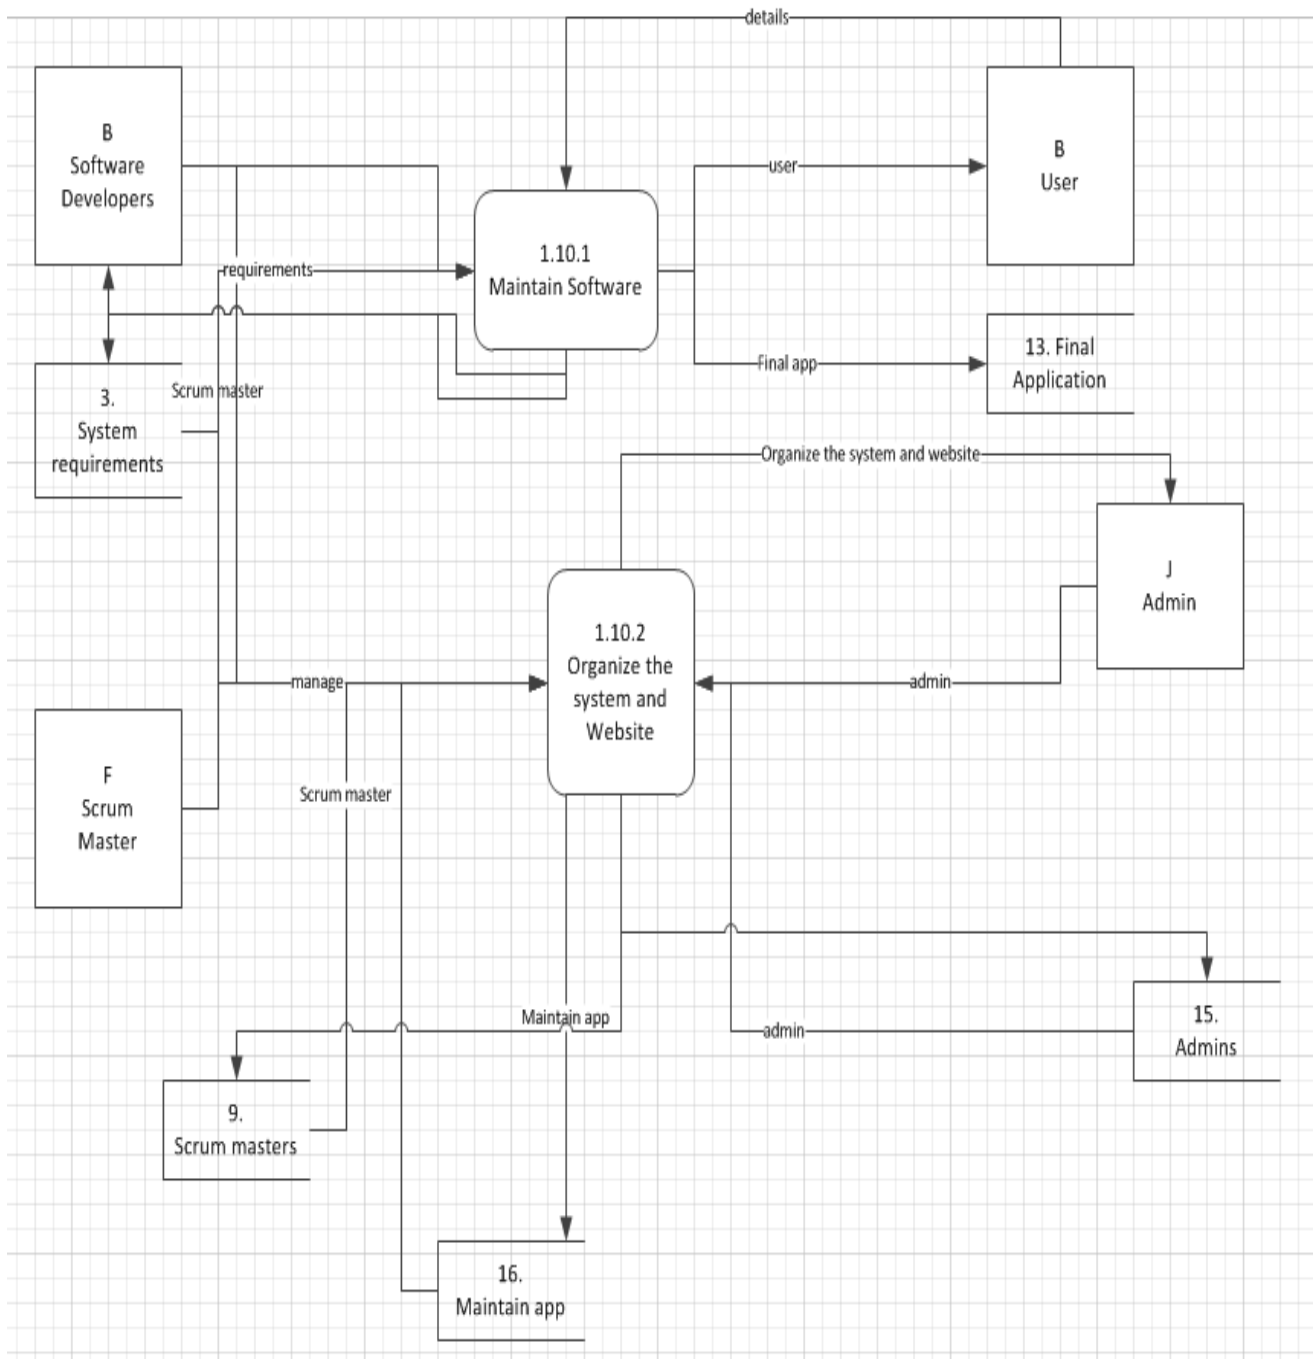 details
B
Software
Developers
user
B
User
1.10.1
Maintain Software
requirements
Final app
13. Final
Application
Scrum master
3.
System
requirements
Organize the system and website
J
Admin
1.10.2
Organize the
system and
Website
manage
admin
F
Scrum
Master
Scrum master
Maintain app
15.
Admins
admin
9.
Scrum masters
16.
Maintain app